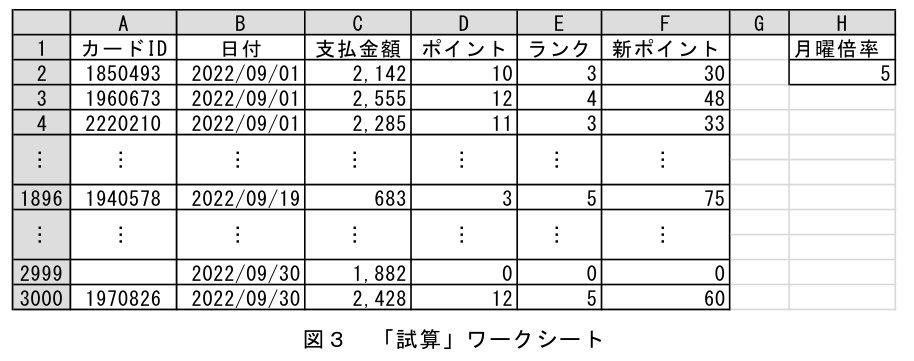 A B C D E F G H
1 カードID 日付 支払金額 ポイント ランク 新ポイント 月曜倍率
2 1850493 2022/09/01 2,142 10 3 30 5
3 1960673 2022/09/01 2,555 12 4 48
4 2220210 2022/09/01 2,285 11 3 33
⋮ ⋮ ⋮ ⋮ ⋮ ⋮ ⋮
1896 1940578 2022/09/19 683 3 5 75
⋮ ⋮ ⋮ ⋮ ⋮ ⋮ ⋮
2999 2022/09/30 1,882 0 0 0
3000 1970826 2022/09/30 2,428 12 5 60
図3 「試算」ワークシート